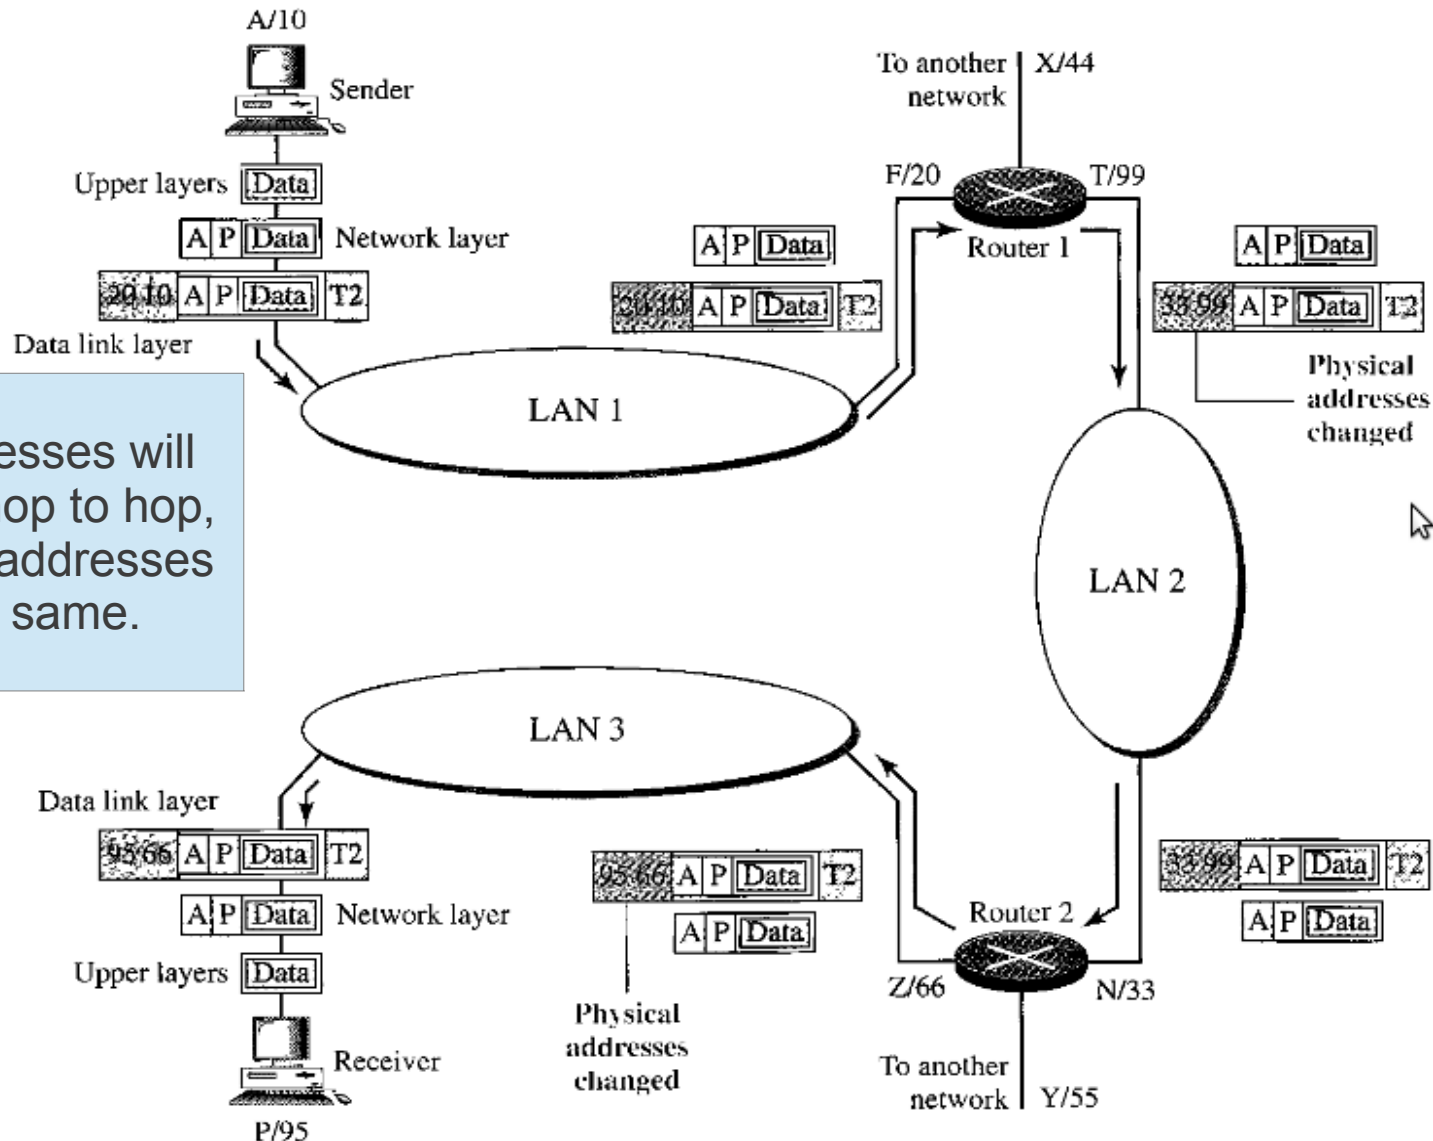 A/10
Sender
Upper layers Data
A P Data Network layer
20 10 A P Data T2
Data link layer
To another network X/44
F/20 T/99
Router 1
A P Data
20 10 A P Data T2
A P Data
33 99 A P Data T2
Physical
addresses
changed
LAN 1
esses will
hop to hop,
addresses
same.
LAN 2
LAN 3
Data link layer
95 66 A P Data T2
A P Data Network layer
Upper layers Data
Receiver
P/95
95 66 A P Data T2
A P Data
Physical
addresses
changed
33 99 A P Data T2
A P Data
Router 2
Z/66 N/33
To another
network Y/55